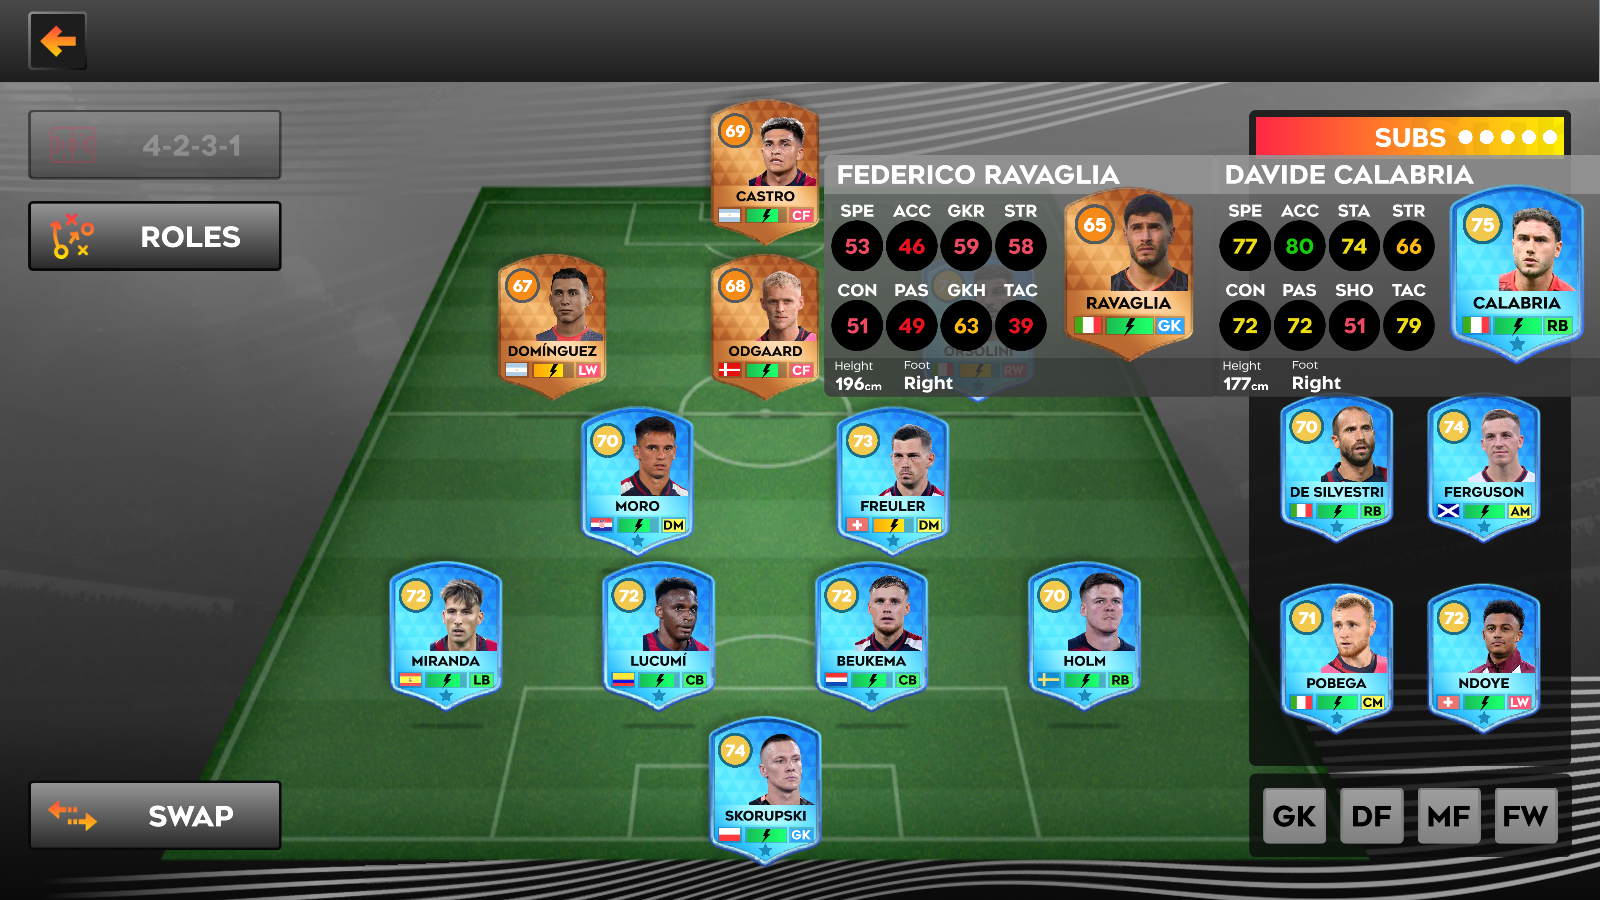 4-2-3-1
ROLES
SWAP
69
CASTRO
CF
67
DOMÍNGUEZ
LW
68
ODGAARD
CF
ORSOLINI
RW
70
MORO
DM
73
FREULER
DM
72
MIRANDA
LB
72
LUCUMÍ
CB
72
BEUKEMA
CB
70
HOLM
RB
74
SKORUPSKI
GK
FEDERICO RAVAGLIA
SPE ACC GKR STR
53 46 59 58
CON PAS GKH TAC
51 49 63 39
Height Foot
196cm Right
65
RAVAGLIA
GK
SUBS
DAVIDE CALABRIA
SPE ACC STA STR
77 80 74 66
CON PAS SHO TAC
72 72 51 79
Height Foot
177cm Right
75
CALABRIA
RB
70
DE SILVESTRI
RB
74
FERGUSON
AM
71
POBEGA
CM
72
NDOYE
LW
GK DF MF FW